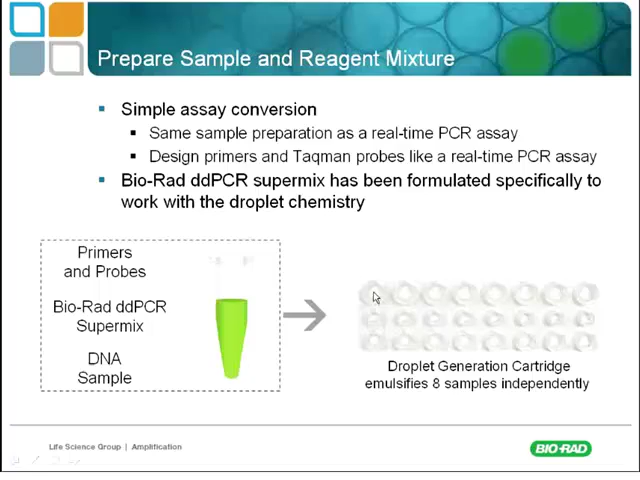 Prepare Sample and Reagent Mixture
Simple assay conversion
Same sample preparation as a real-time PCR assay
Design primers and Taqman probes like a real-time PCR assay
Bio-Rad ddPCR supermix has been formulated specifically to
work with the droplet chemistry
Primers
and Probes
Bio-Rad ddPCR
Supermix
DNA
Sample
Droplet Generation Cartridge
emulsifies 8 samples independently
Life Science Group | Amplification
BIO-RAD